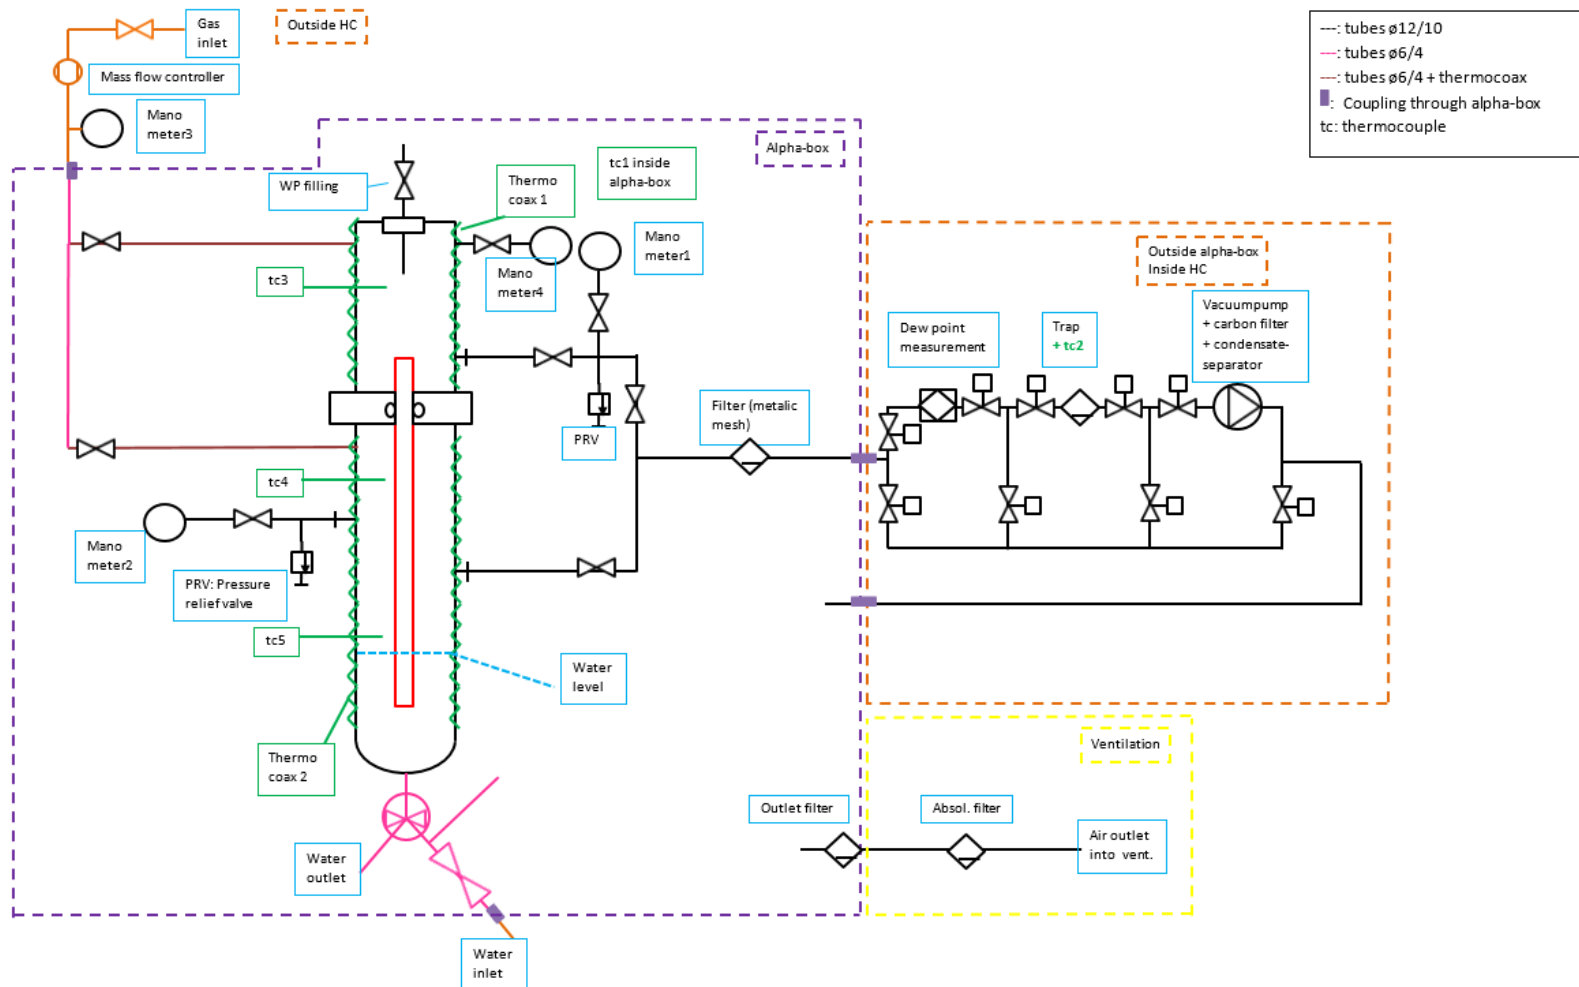 Gas
inlet
Outside HC
Mass flow controller
Mano
meter3
---: tubes ø12/10
---: tubes ø6/4
---: tubes ø6/4 + thermocoax
: Coupling through alpha-box
tc: thermocouple
Alpha-box
WP filling
Thermo
coax 1
tc1 inside
alpha-box
Mano
meter4
Mano
meter1
tc3
Outside alpha-box
Inside HC
Dew point
measurement
Trap
+ tc2
Vacuumpump
+ carbon filter
+ condensate-
separator
Filter (metalic
mesh)
PRV
tc4
Mano
meter2
PRV: Pressure
relief valve
tc5
Water
level
Thermo
coax 2
Ventilation
Outlet filter
Absol. filter
Air outlet
into vent.
Water
outlet
Water
inlet